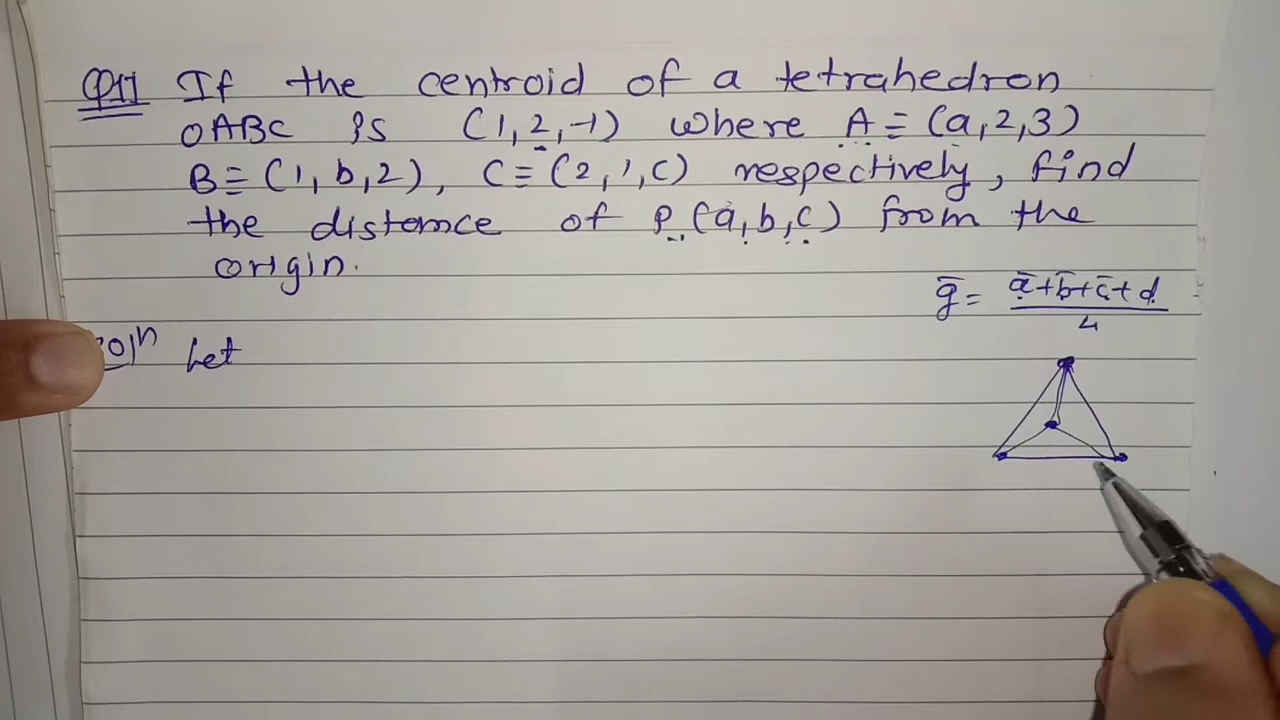 Q11 If the centroid of a tetrahedron
OABC is (1,2,-1) where A ≡ (a,2,3)
B ≡ (1,b,2), C ≡ (2,1,c) respectively, find
the distance of P(a,b,c) from the
origin.
ḡ = ā+b̄+c̄+d
4
Soln Let